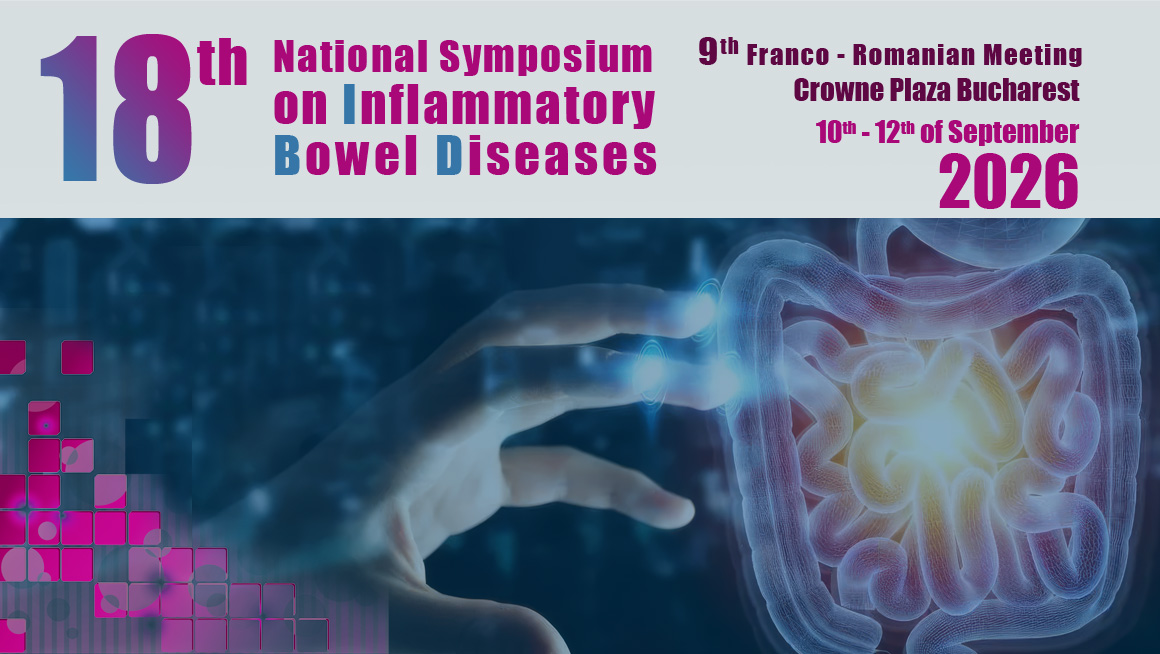 18th
National Symposium
on Inflammatory
Bowel Diseases
9th Franco - Romanian Meeting
Crowne Plaza Bucharest
10th - 12th of September
2026